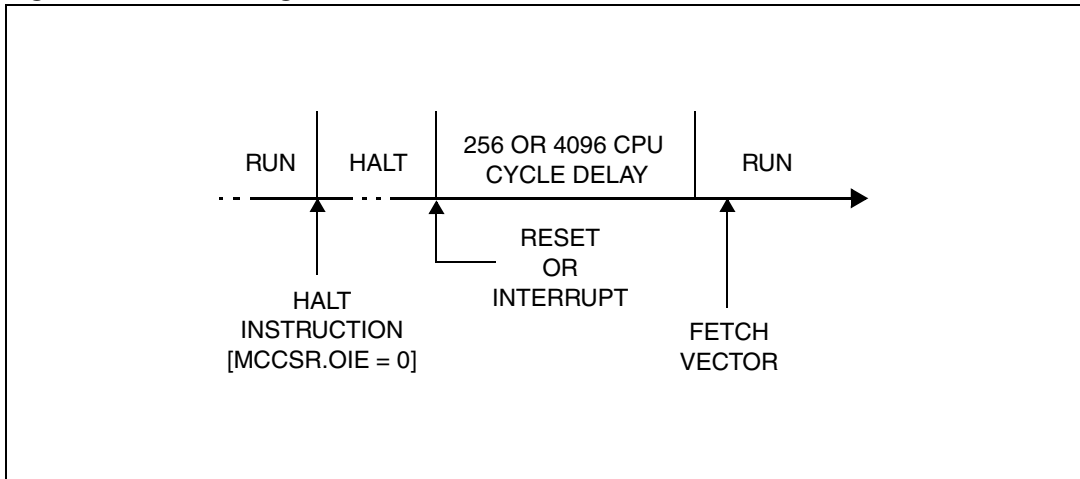 256 OR 4096 CPU
CYCLE DELAY
RUN
HALT
RUN
RESET
OR
INTERRUPT
HALT
INSTRUCTION
[MCCSR.OIE = 0]
FETCH
VECTOR